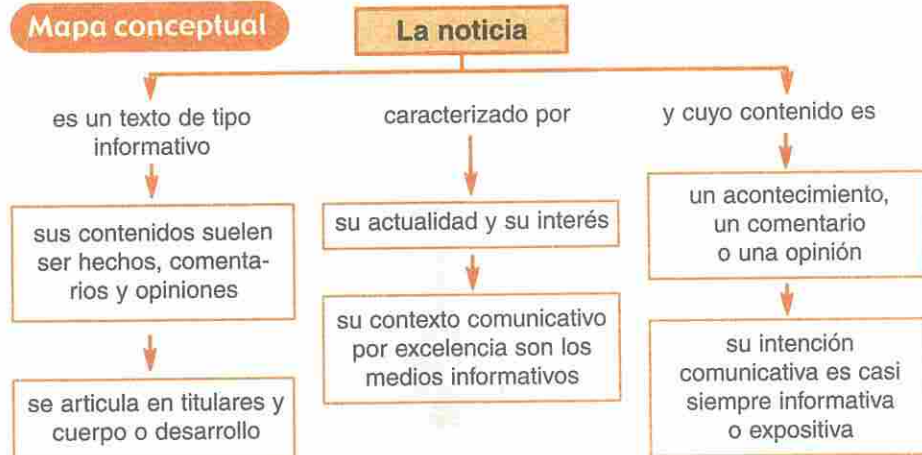 Mapa conceptual
La noticia
es un texto de tipo
informativo
sus contenidos suelen
ser hechos, comenta-
rios y opiniones
se articula en titulares y
cuerpo o desarrollo
caracterizado por
su actualidad y su interés
su contexto comunicativo
por excelencia son los
medios informativos
y cuyo contenido es
un acontecimiento,
un comentario
o una opinión
su intención
comunicativa es casi
siempre informativa
o expositiva